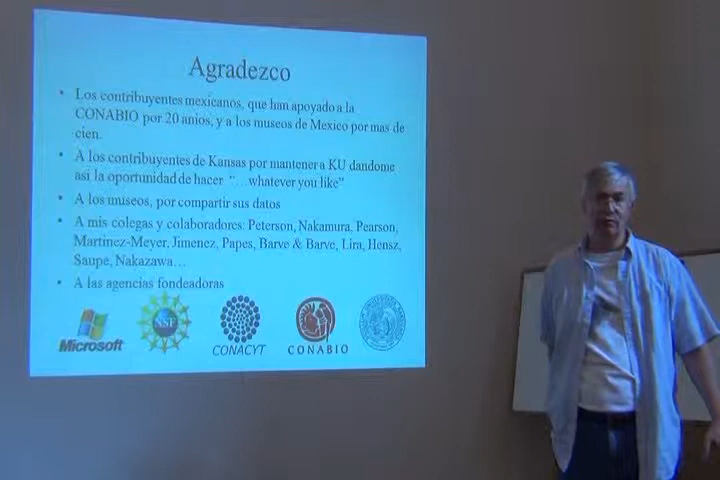 Agradezco
• Los contribuyentes mexicanos, que han apoyado a la
CONABIO por 20 anios, y a los museos de Mexico por mas de
cien.
• A los contribuyentes de Kansas por mantener a KU dandome
asi la oportunidad de hacer "…whatever you like"
• A los museos, por compartir sus datos
• A mis colegas y colaboradores: Peterson, Nakamura, Pearson,
Martinez-Meyer, Jimenez, Papes, Barve & Barve, Lira, Hensz,
Saupe, Nakazawa…
• A las agencias fondeadoras
Microsoft
NSF
CONACYT
CONABIO